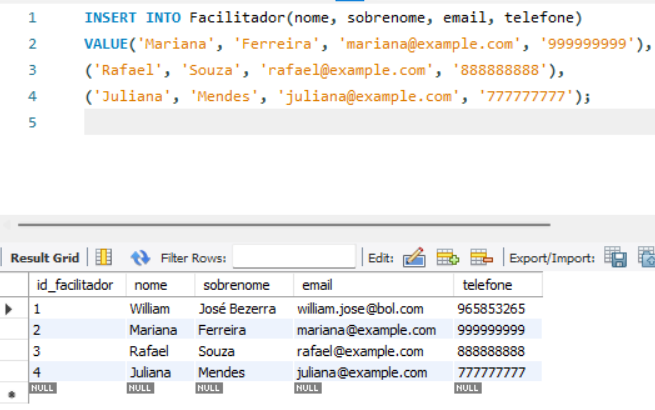 1 INSERT INTO Facilitador(nome, sobrenome, email, telefone)
2 VALUE('Mariana', 'Ferreira', 'mariana@example.com', '999999999'),
3 ('Rafael', 'Souza', 'rafael@example.com', '888888888'),
4 ('Juliana', 'Mendes', 'juliana@example.com', '777777777');
5
Result Grid Filter Rows: Edit: Export/Import:
id_facilitador nome sobrenome email telefone
1 William José Bezerra william.jose@bol.com 965853265
2 Mariana Ferreira mariana@example.com 999999999
3 Rafael Souza rafael@example.com 888888888
4 Juliana Mendes juliana@example.com 777777777
NULL NULL NULL NULL NULL